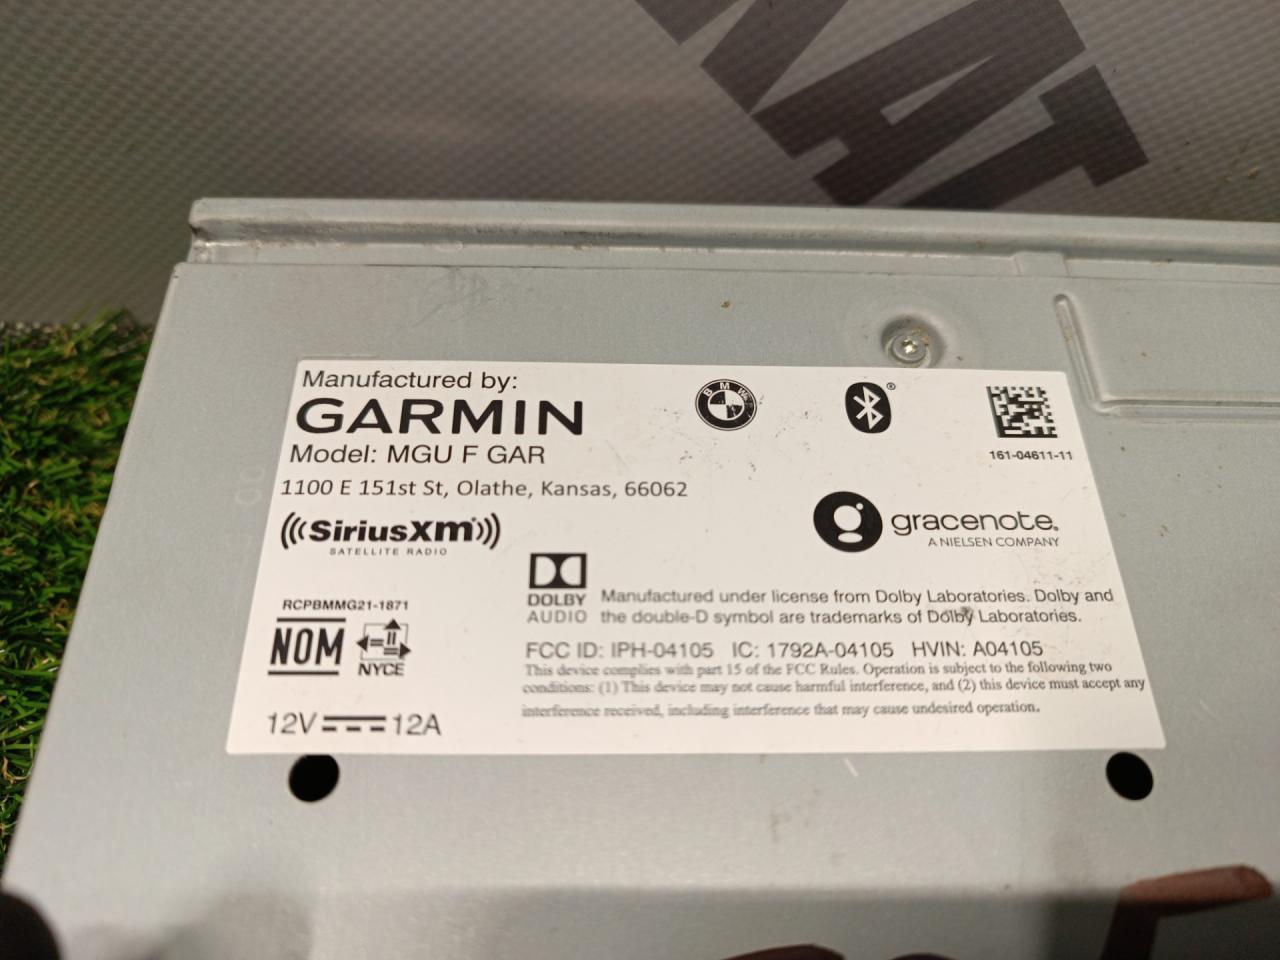 KAT
Manufactured by:
GARMIN
Model: MGU F GAR
1100 E 151st St, Olathe, Kansas, 66062
BMW
161-04611-11
SiriusXM
SATELLITE RADIO
gracenote.
A NIELSEN COMPANY
RCPBMMG21-1871
NOM
NYCE
DOLBY
AUDIO
Manufactured under license from Dolby Laboratories. Dolby and
the double-D symbol are trademarks of Dolby Laboratories.
FCC ID: IPH-04105 IC: 1792A-04105 HVIN: A04105
This device complies with part 15 of the FCC Rules. Operation is subject to the following two
conditions: (1) This device may not cause harmful interference, and (2) this device must accept any
interference received, including interference that may cause undesired operation.
12V 12A